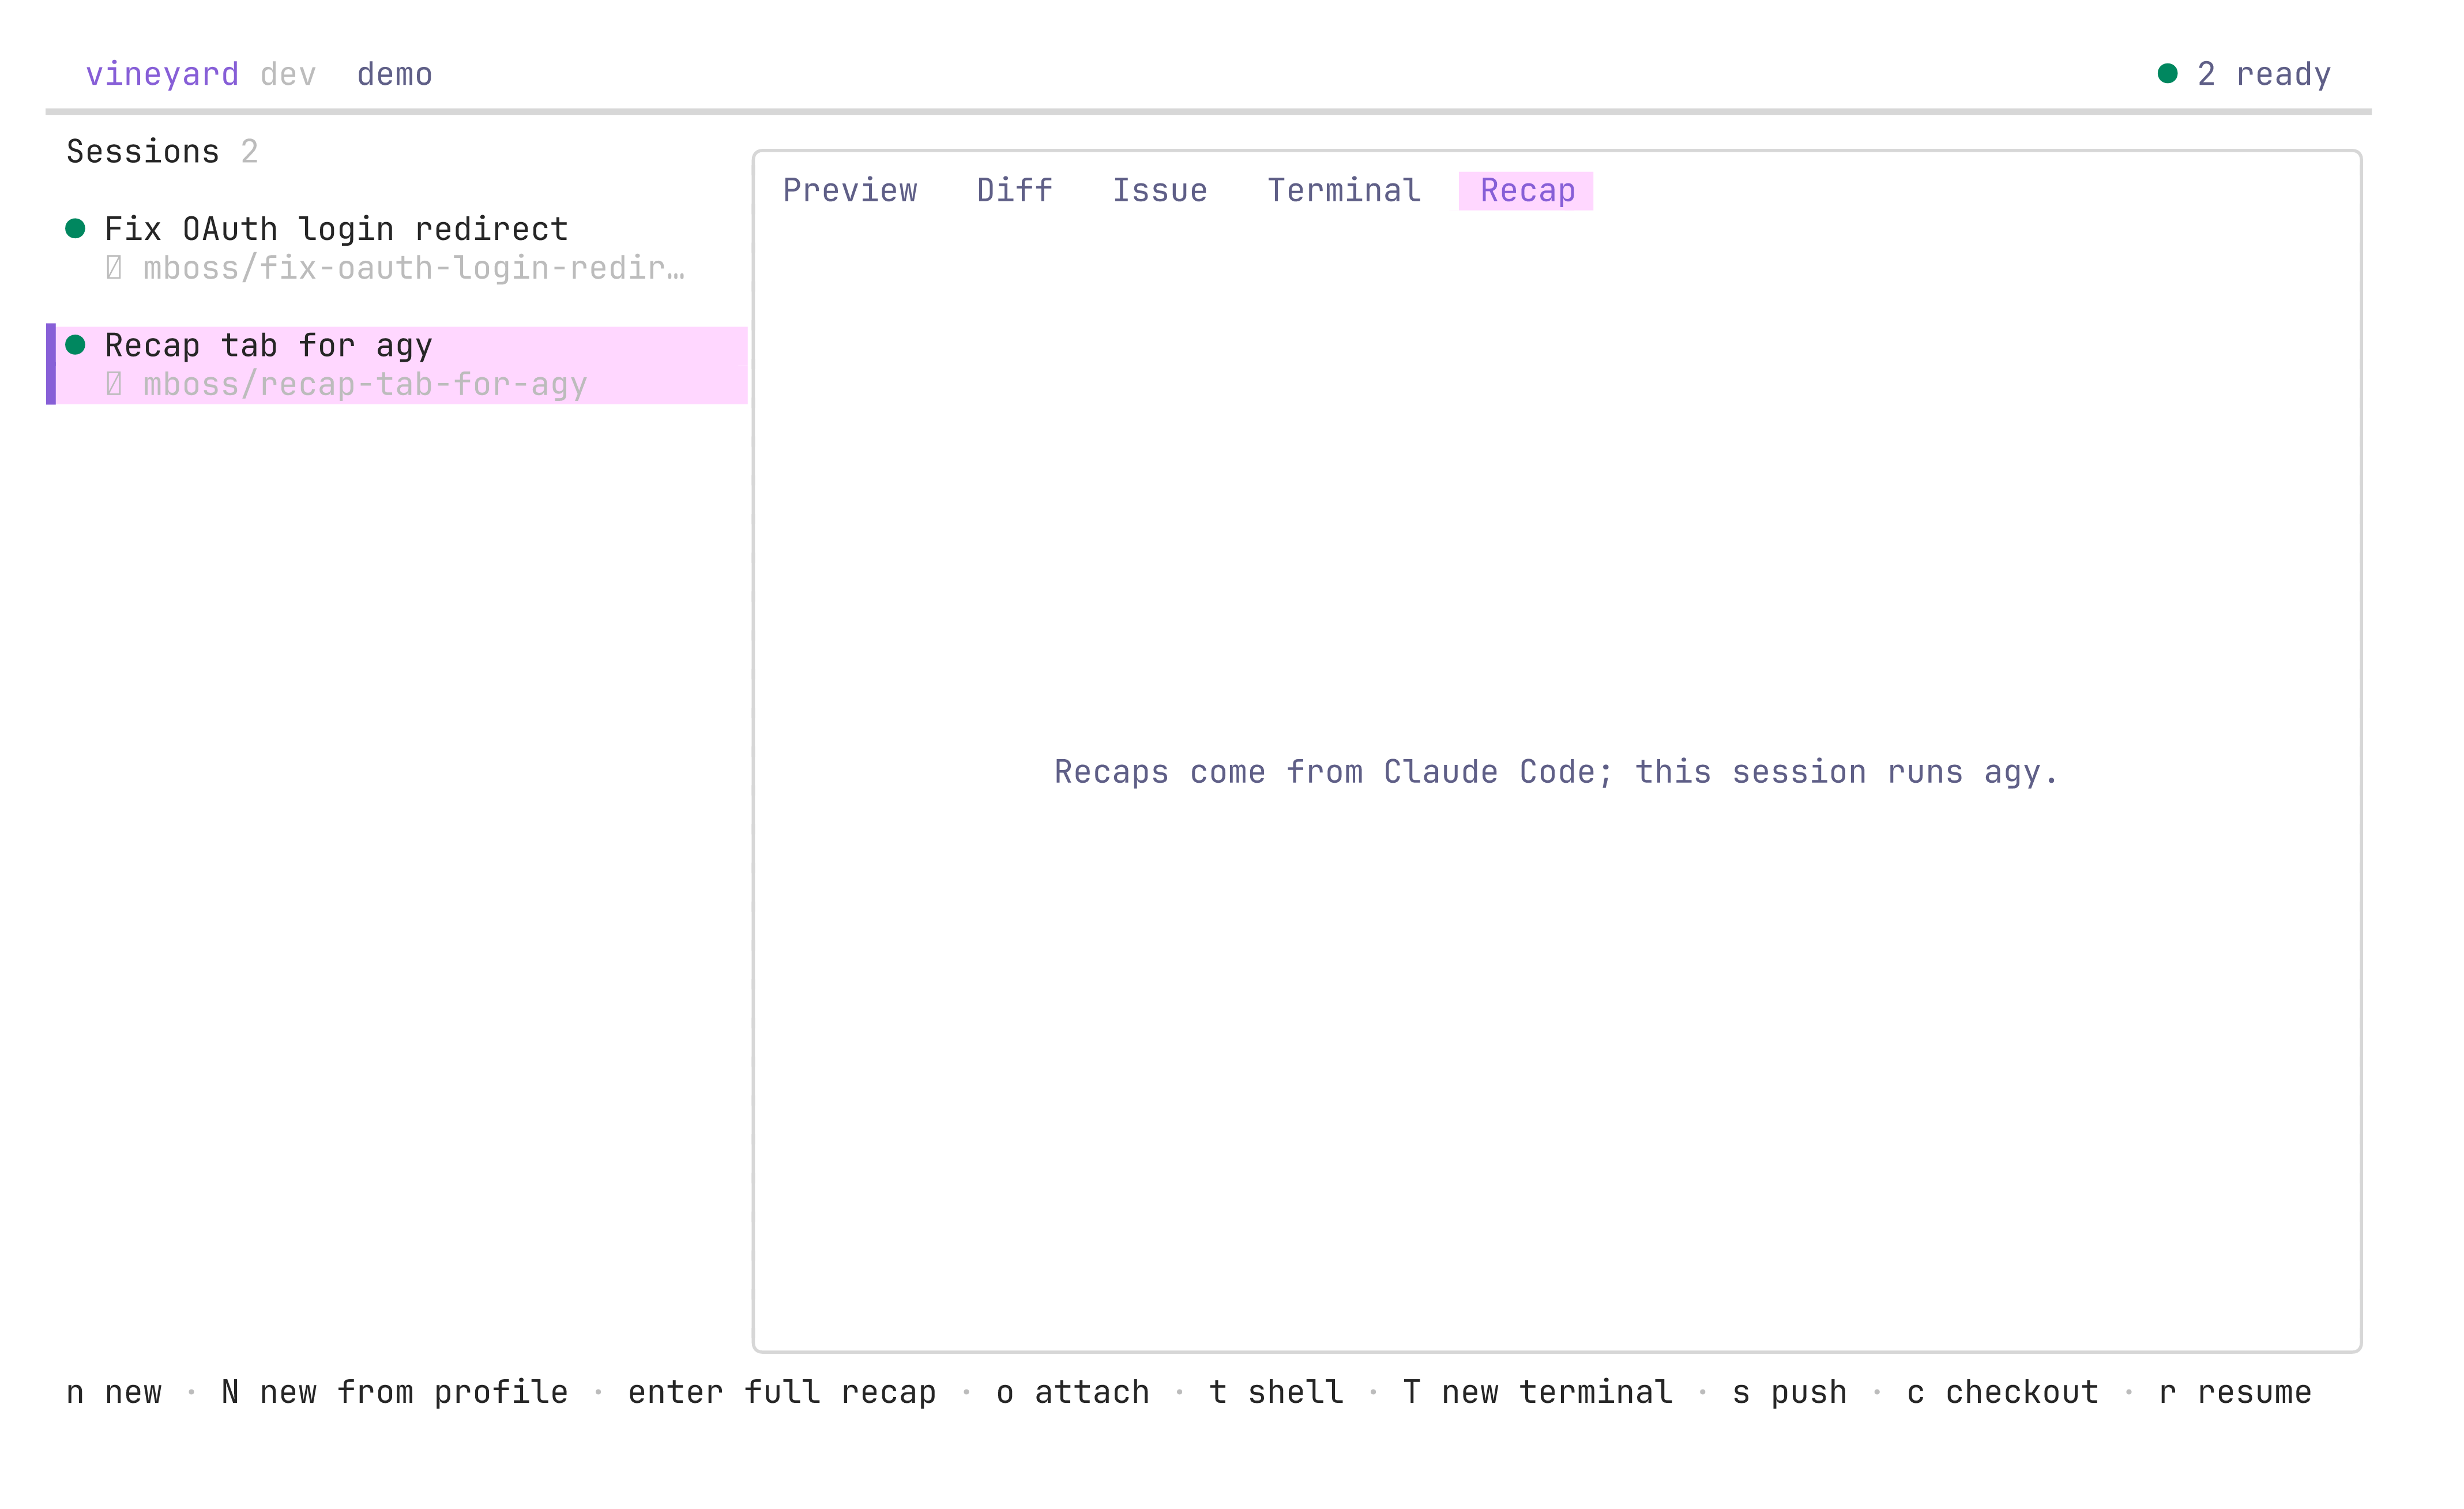 vineyard dev demo
2 ready
Sessions 2
Fix OAuth login redirect
mboss/fix-oauth-login-redir…
Recap tab for agy
mboss/recap-tab-for-agy
Preview Diff Issue Terminal Recap
Recaps come from Claude Code; this session runs agy.
n new · N new from profile · enter full recap · o attach · t shell · T new terminal · s push · c checkout · r resume